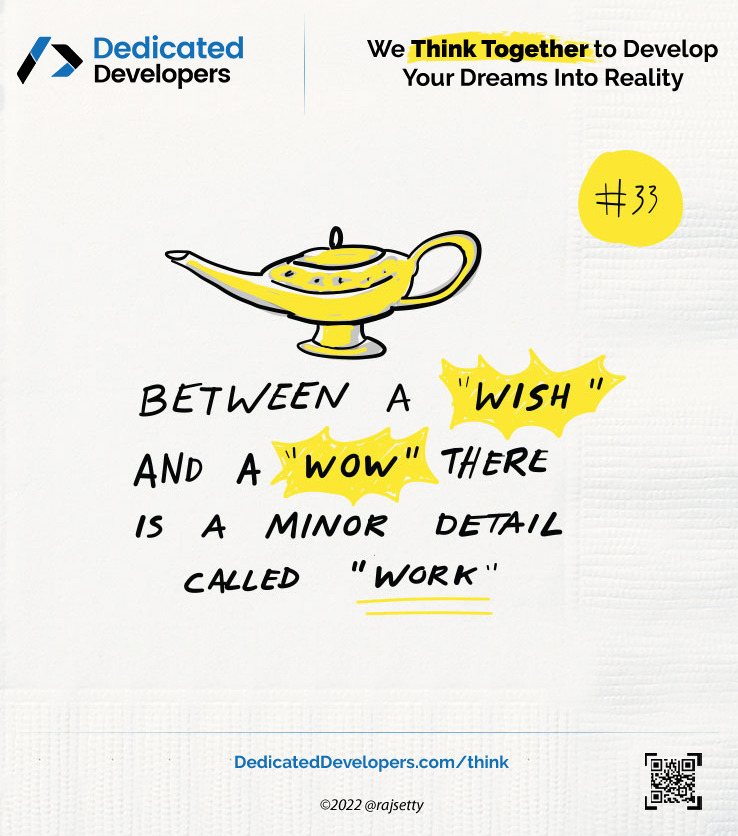 Dedicated
Developers
We Think Together to Develop
Your Dreams Into Reality
#33
BETWEEN A "WISH"
AND A "WOW" THERE
IS A MINOR DETAIL
CALLED "WORK"
DedicatedDevelopers.com/think
©2022 @rajsetty